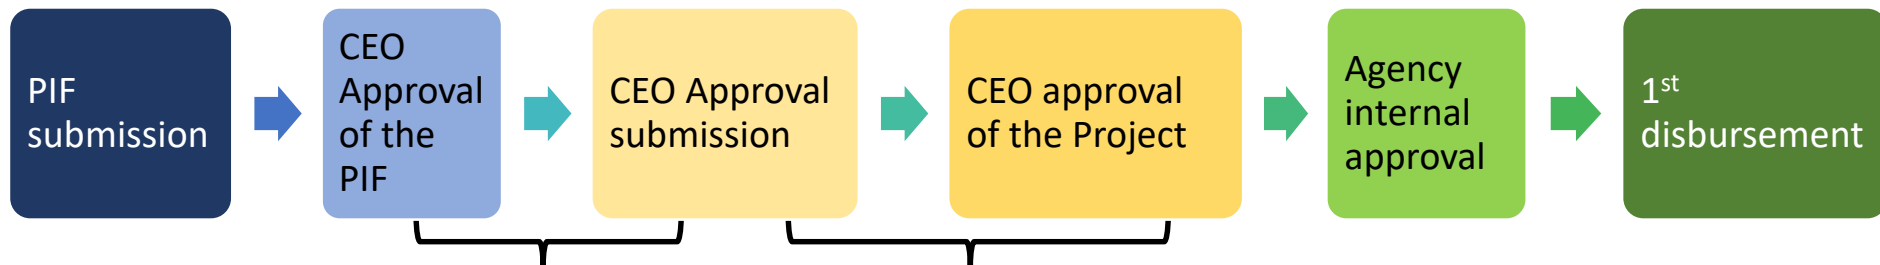 PIF
submission
CEO
Approval
of the
PIF
CEO Approval
submission
CEO approval
of the Project
Agency
internal
approval
1st
disbursement